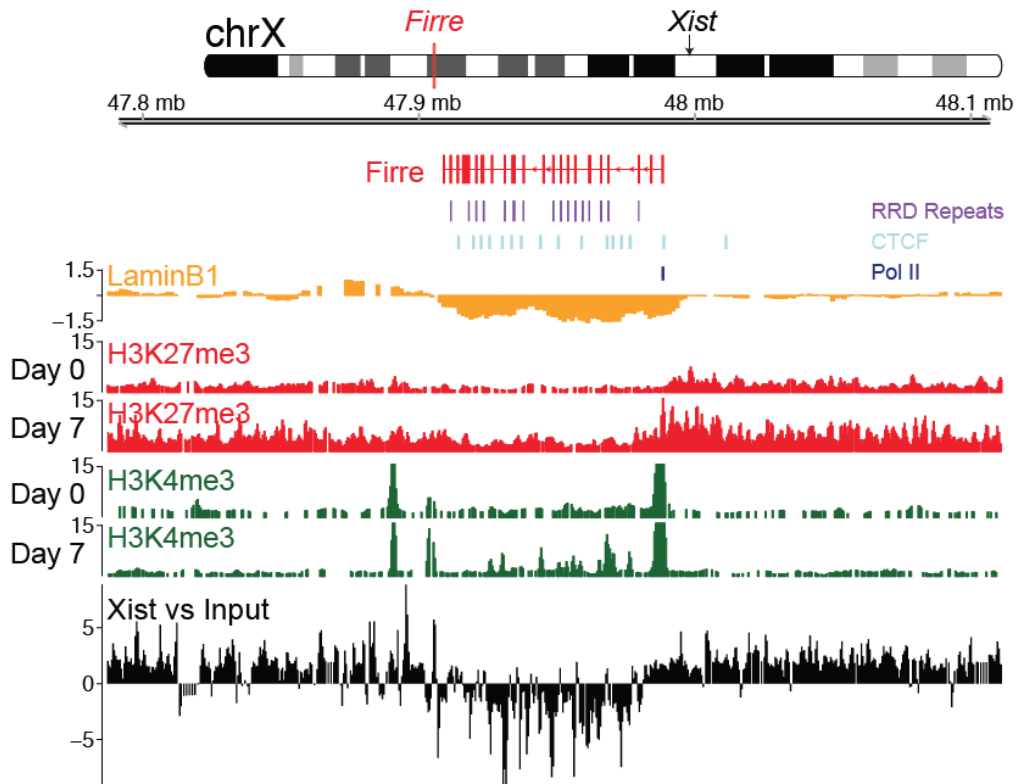 Firre
Xist
chrX
47.8 mb
47.9 mb
48 mb
48.1 mb
Firre
RRD Repeats
CTCF
Pol II
1.5
LaminB1
−1.5
15
H3K27me3
Day 0
15
H3K27me3
Day 7
15
H3K4me3
Day 0
15
H3K4me3
Day 7
Xist vs Input
5
0
−5